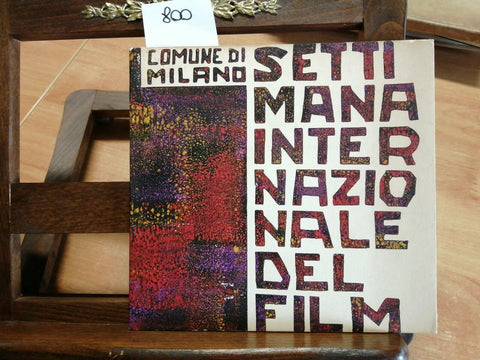 800
COMUNE DI
MILANO
SETTI
MANA
INTER
NAZIO
NALE
DEL
FILM